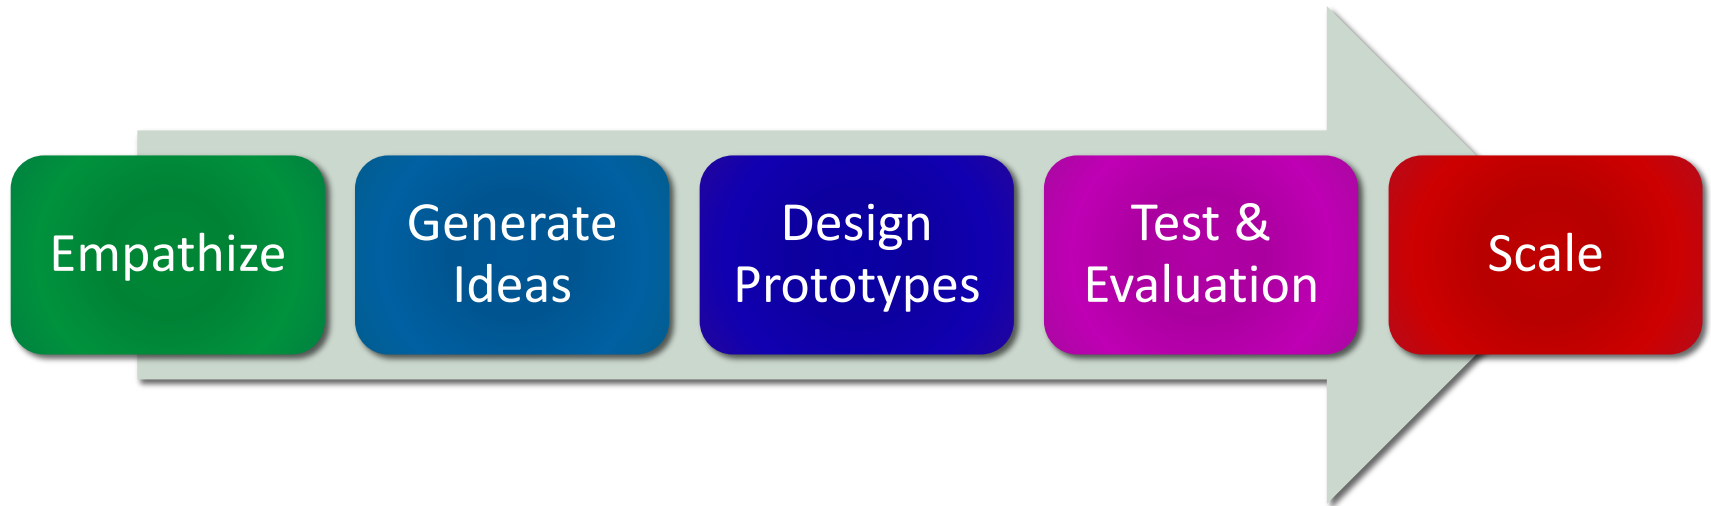 Empathize
Generate
Ideas
Design
Prototypes
Test &
Evaluation
Scale